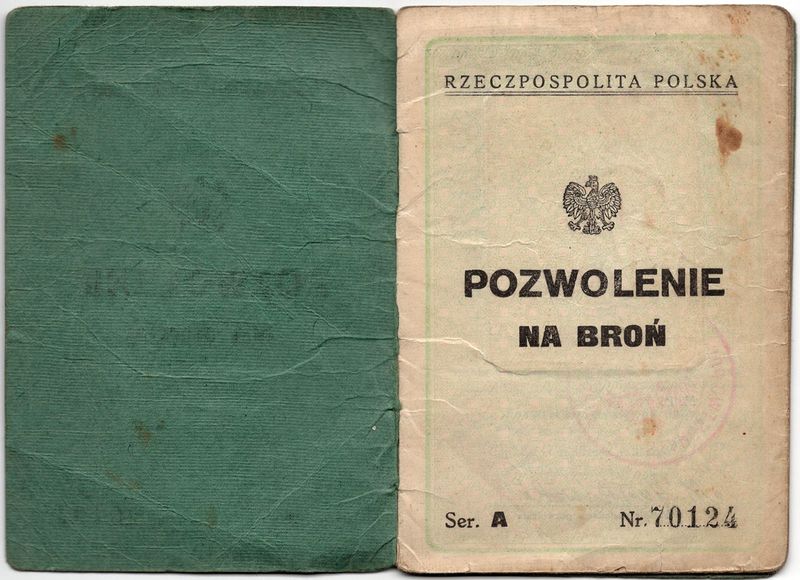 RZECZPOSPOLITA POLSKA
POZWOLENIE
NA BROŃ
Ser. A Nr. 70124